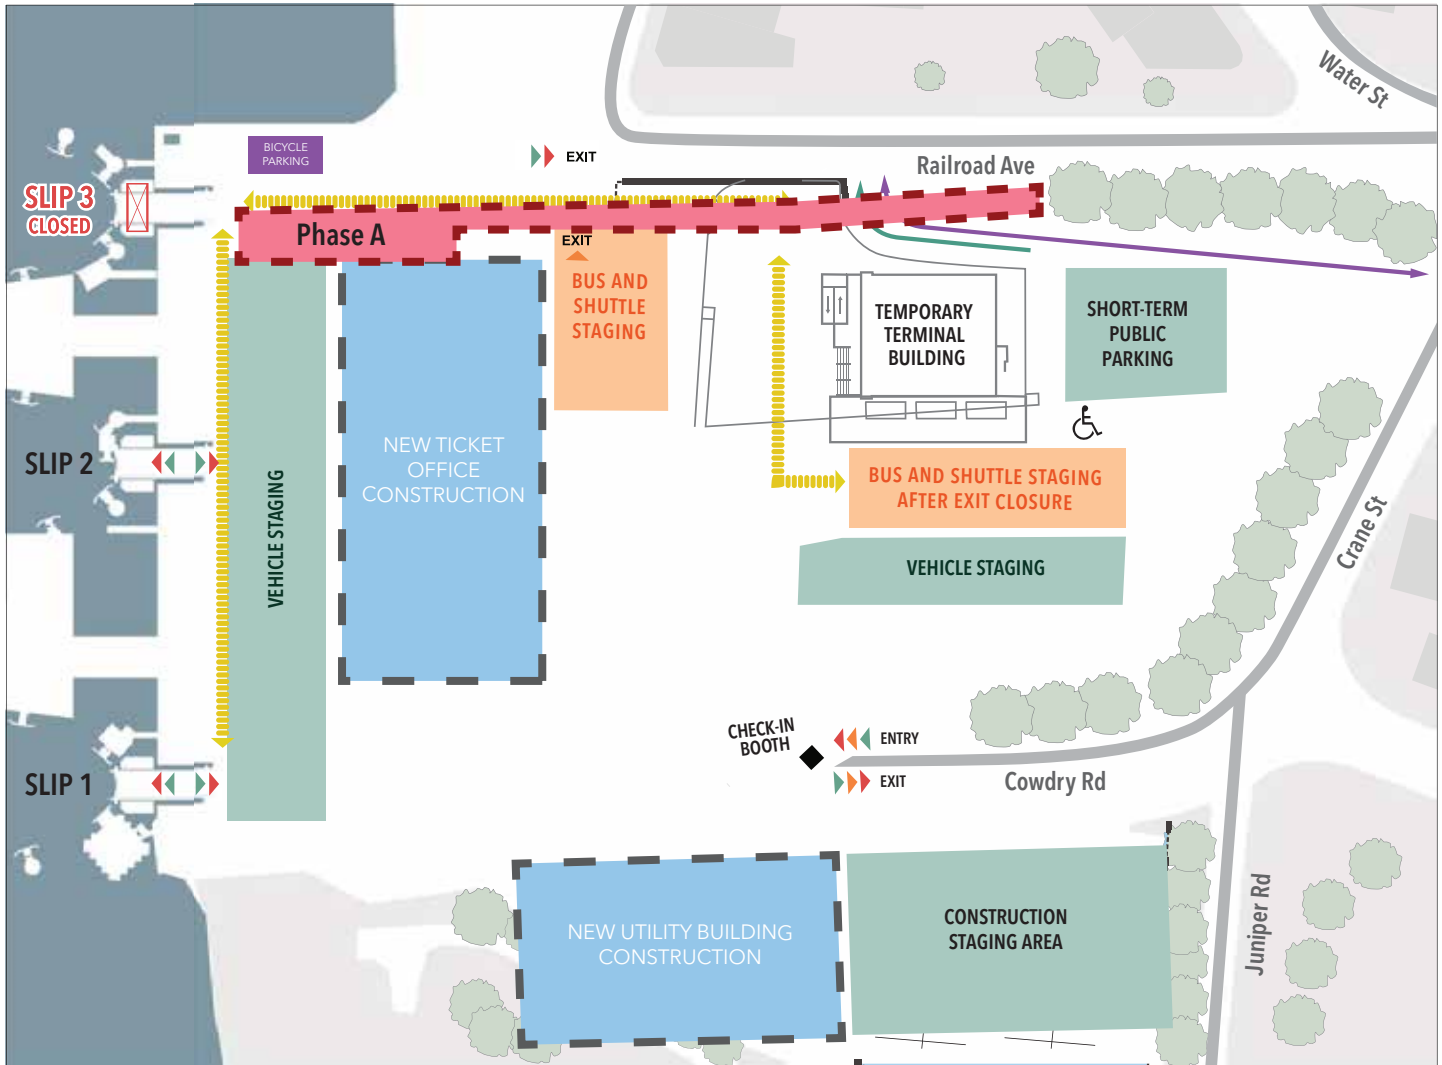 Water St
BICYCLE
PARKING
EXIT
Railroad Ave
SLIP 3
CLOSED
Phase A
EXIT
BUS AND
SHUTTLE
STAGING
TEMPORARY
TERMINAL
BUILDING
SHORT-TERM
PUBLIC
PARKING
SLIP 2
NEW TICKET
OFFICE
CONSTRUCTION
VEHICLE STAGING
BUS AND SHUTTLE STAGING
AFTER EXIT CLOSURE
Crane St
VEHICLE STAGING
CHECK-IN
BOOTH
ENTRY
EXIT
Cowdry Rd
SLIP 1
NEW UTILITY BUILDING
CONSTRUCTION
CONSTRUCTION
STAGING AREA
Juniper Rd